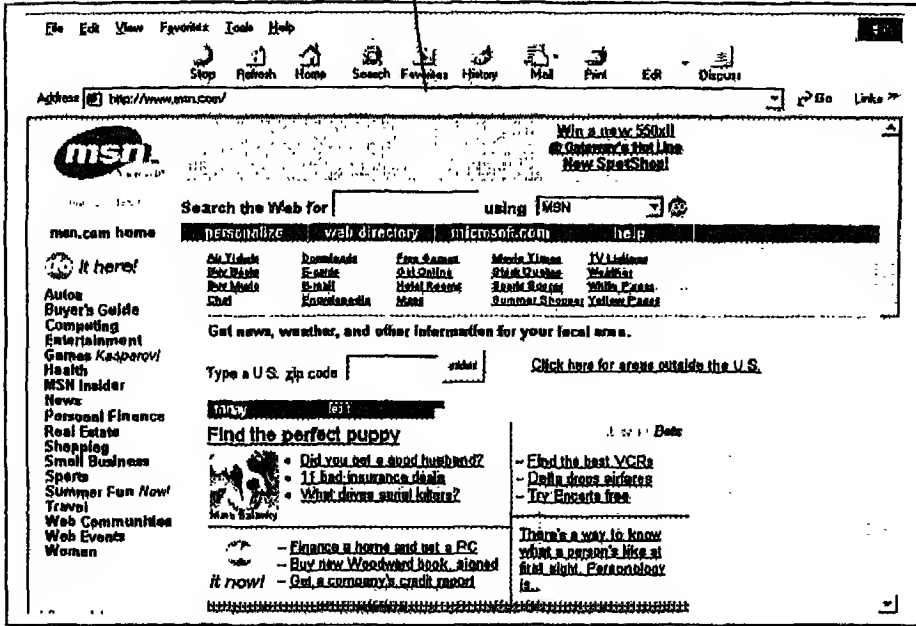 File Edit View Favorites Tools Help
Stop Refresh Home Search Favorites History Mail Print Edit Discuss
Address http://www.msn.com/ Go Links »
msn
Win a new 550xl!
@ Gateway's Hot Line
New SpotShop!
Search the Web for using MSN GO
msn.com home personalize web directory microsoft.com help
Air Tickets Downloads Free Games Movie Times TV Listings
Buy Books E-cards Get Online Stock Quotes Weather
Buy Music E-mail Hotel Rooms Sports Scores White Pages
Chat Encyclopedia Maps Summer Shopper Yellow Pages
it here!
Autos
Buyer's Guide
Computing
Entertainment
Games Kasparov!
Health
MSN Insider
News
Personal Finance
Real Estate
Shopping
Small Business
Sports
Summer Fun Now!
Travel
Web Communities
Web Events
Women
Get news, weather, and other information for your local area.
Type a U.S. zip code
Click here for areas outside the U.S.
Find the perfect puppy
• Did you get a good husband?
• 11 bad insurance deals
• What drives serial killers?
it now!
– Finance a home and get a PC
– Buy new Woodward book, signed
– Get a company's credit report
Bets
– Find the best VCRs
– Delta drops airfares
– Try Encarta free
There's a way to know
what a person's like at
first sight. Personology
is..